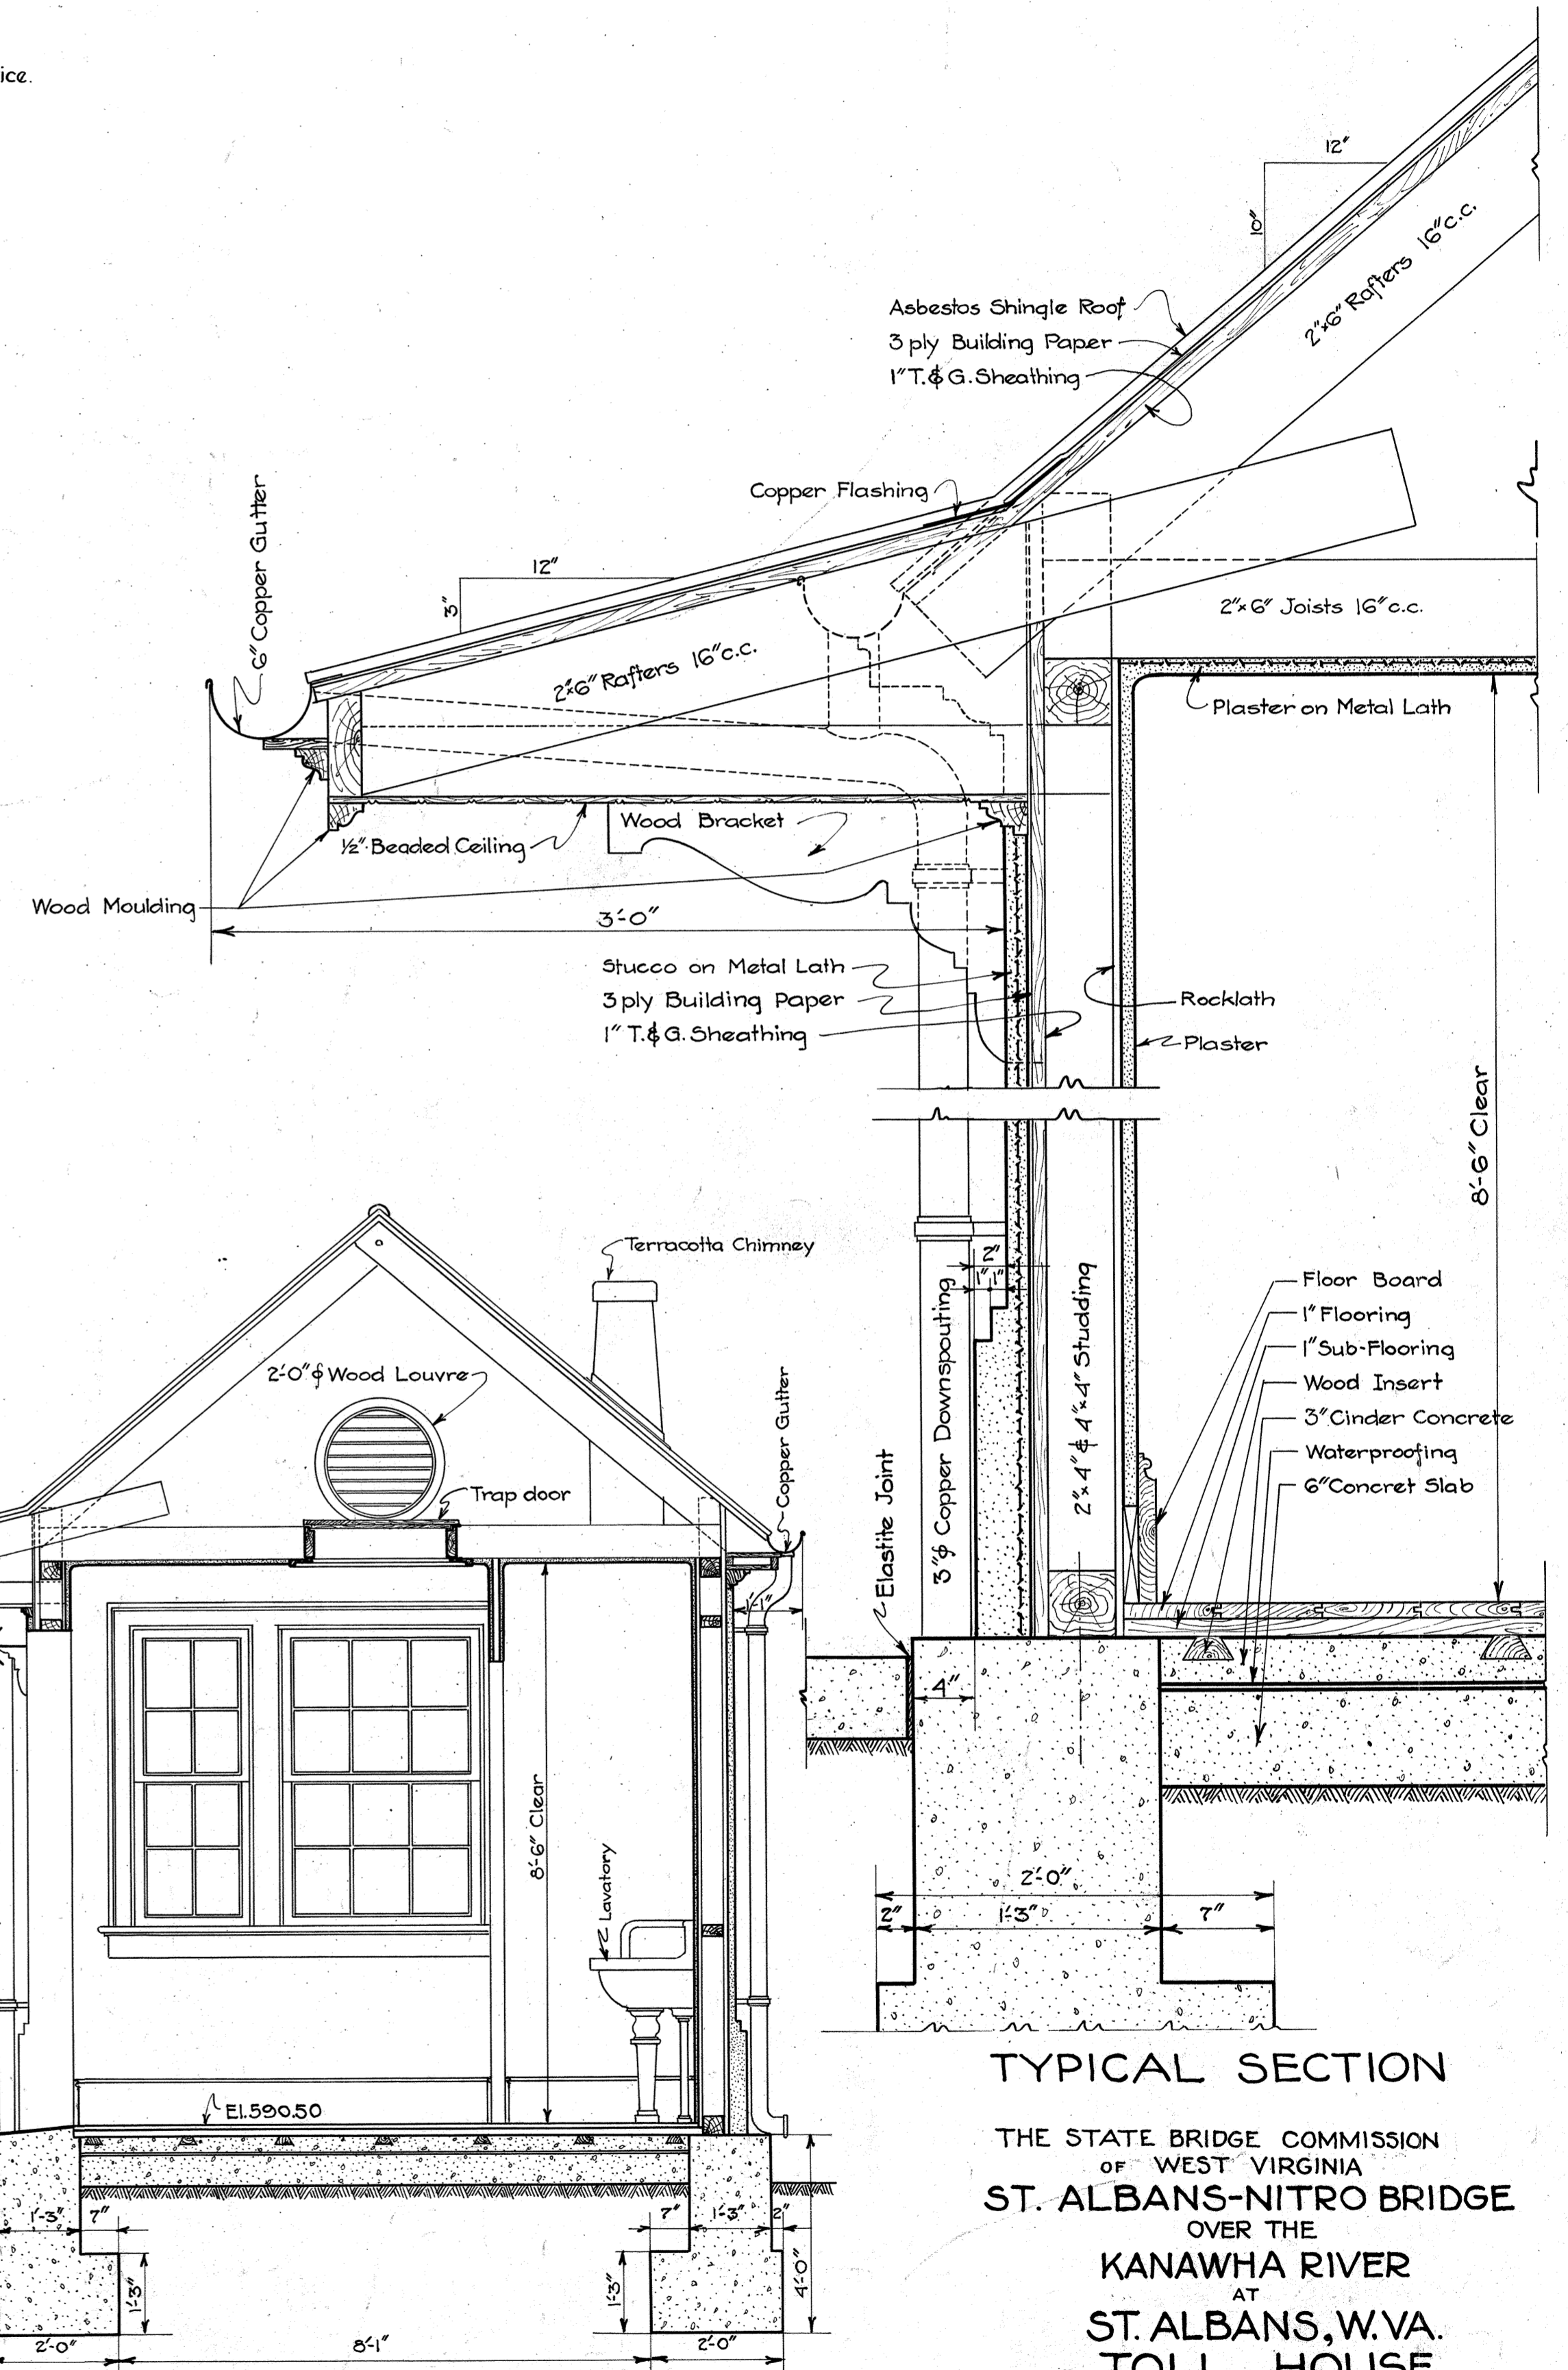 ice.
12"
10"
2"x6" Rafters 16"c.c.
Asbestos Shingle Roof
3 ply Building Paper
1" T. & G. Sheathing
Copper Flashing
6" Copper Gutter
12"
3"
2"x6" Rafters 16"c.c.
2"x6" Joists 16"c.c.
Plaster on Metal Lath
Wood Bracket
½" Beaded Ceiling
Wood Moulding
3'-0"
Stucco on Metal Lath
3 ply Building Paper
1" T. & G. Sheathing
Rocklath
Plaster
8'-6" Clear
2"
1" 1"
3"ϕ Copper Downspouting
2"x4" & 4"x4" Studding
Elastite Joint
Floor Board
1" Flooring
1" Sub-Flooring
Wood Insert
3" Cinder Concrete
Waterproofing
6" Concret Slab
4"
2'-0"
2"
1'-3"
7"
Terracotta Chimney
2'-0"ϕ Wood Louvre
Trap door
Copper Gutter
1'-1"
8'-6" Clear
Lavatory
El. 590.50
1'-3"
7"
1'-3"
2'-0"
8'-1"
7"
1'-3"
2"
1'-3"
4'-0"
2'-0"
TYPICAL SECTION
THE STATE BRIDGE COMMISSION
OF WEST VIRGINIA
ST. ALBANS-NITRO BRIDGE
OVER THE
KANAWHA RIVER
AT
ST. ALBANS, W. VA.
TOLL HOUSE